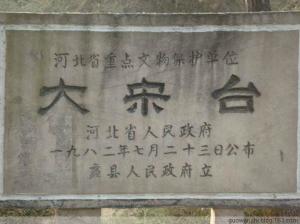 河北省重点文物保护单位
大宋台
河北省人民政府
一九八二年七月二十三日公布
蠡县人民政府立